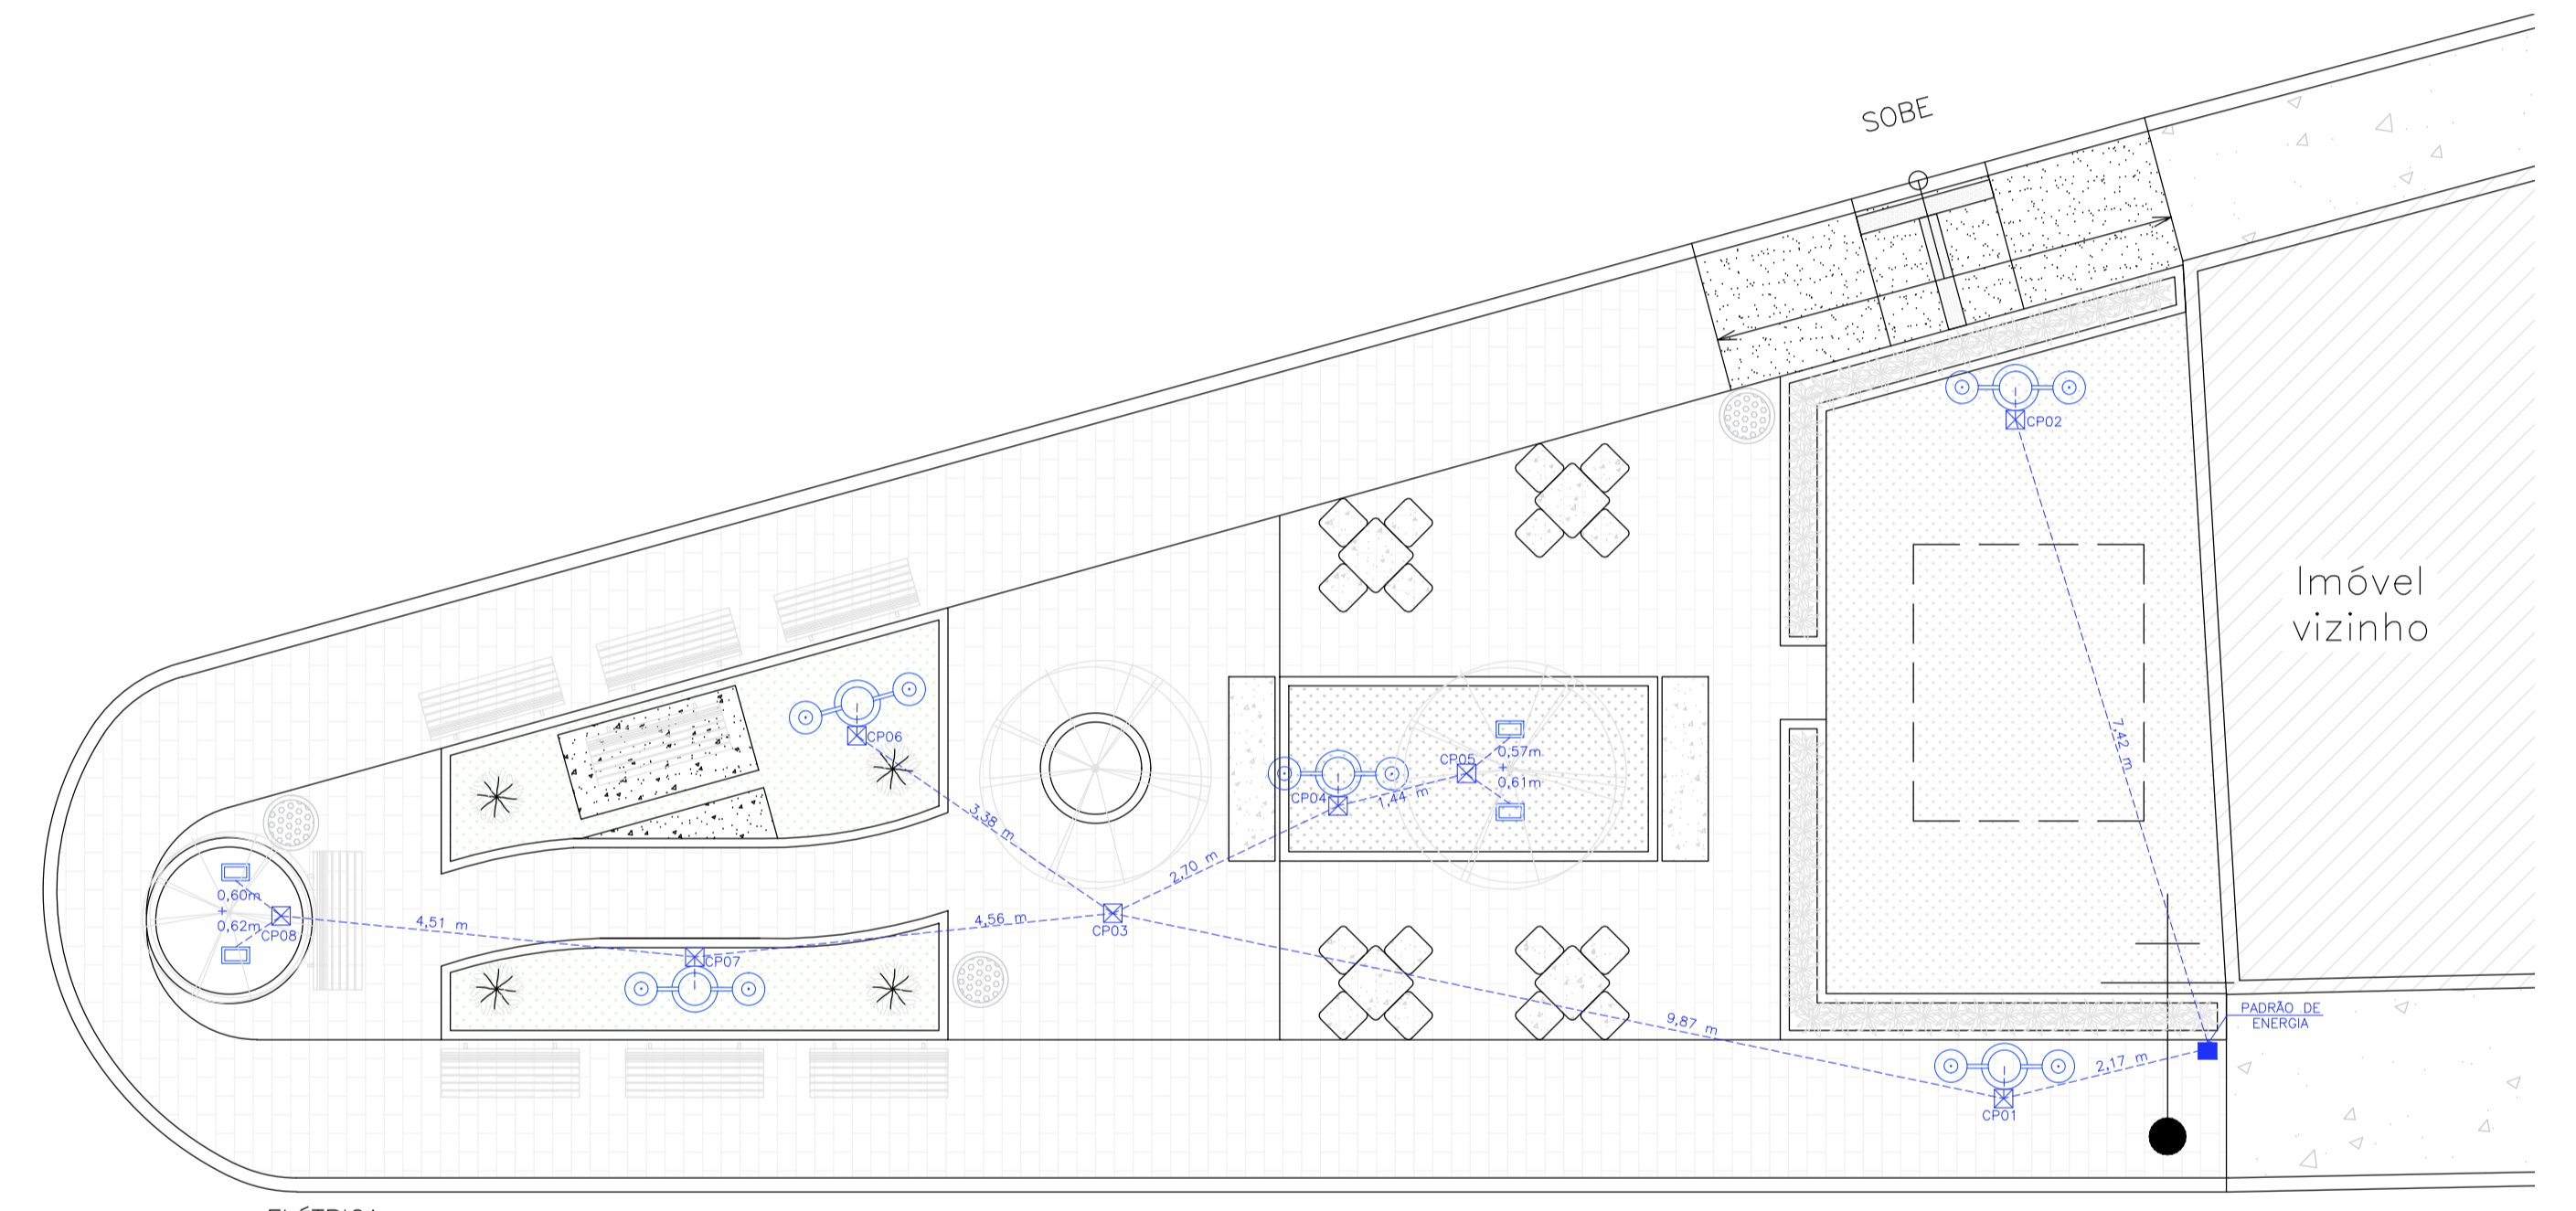 SOBE
CP02
Imóvel
vizinho
7,42 m
CP06
3,38 m
CP05
0,57m
+
0,61m
CP04
1,44 m
2,70 m
0,60m
+
0,62m
CP08
4,51 m
4,56 m
CP03
CP07
9,87 m
PADRÃO DE
ENERGIA
2,17 m
CP01